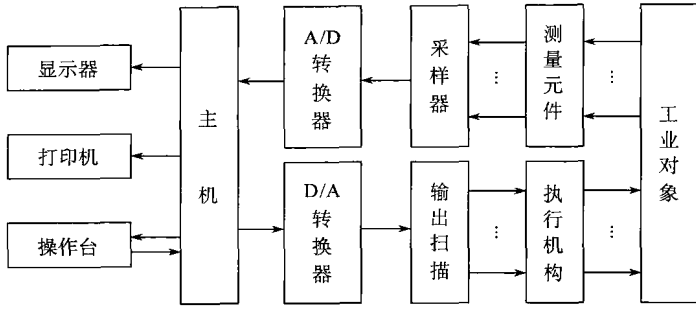 显示器
打印机
操作台
主机
A/D
转换器
采样器
测量元件
D/A
转换器
输出扫描
执行机构
工业对象